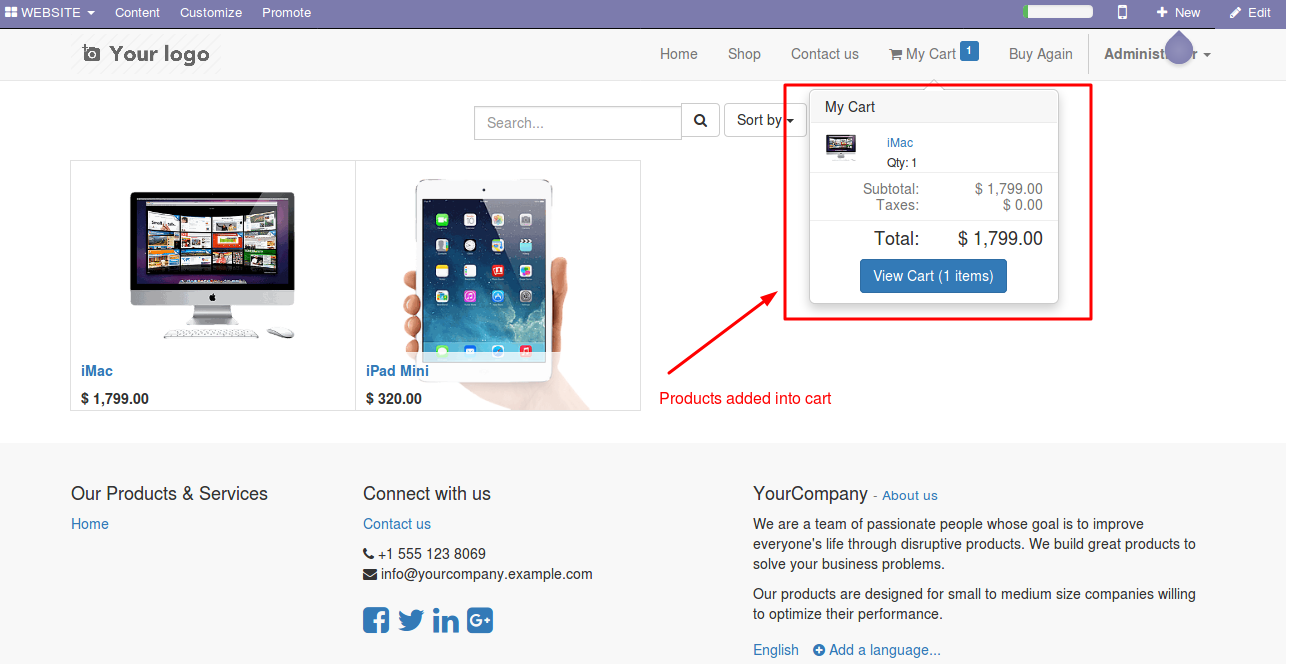 WEBSITE Content Customize Promote New Edit
Your logo Home Shop Contact us My Cart 1 Buy Again
Search... Sort by
My Cart
iMac
Qty: 1
Subtotal: $ 1,799.00
Taxes: $ 0.00
Total: $ 1,799.00
View Cart (1 items)
iMac
$ 1,799.00
iPad Mini
$ 320.00
Products added into cart
Our Products & Services
Home
Connect with us
Contact us
+1 555 123 8069
info@yourcompany.example.com
YourCompany - About us
We are a team of passionate people whose goal is to improve
everyone's life through disruptive products. We build great products to
solve your business problems.
Our products are designed for small to medium size companies willing
to optimize their performance.
English Add a language...